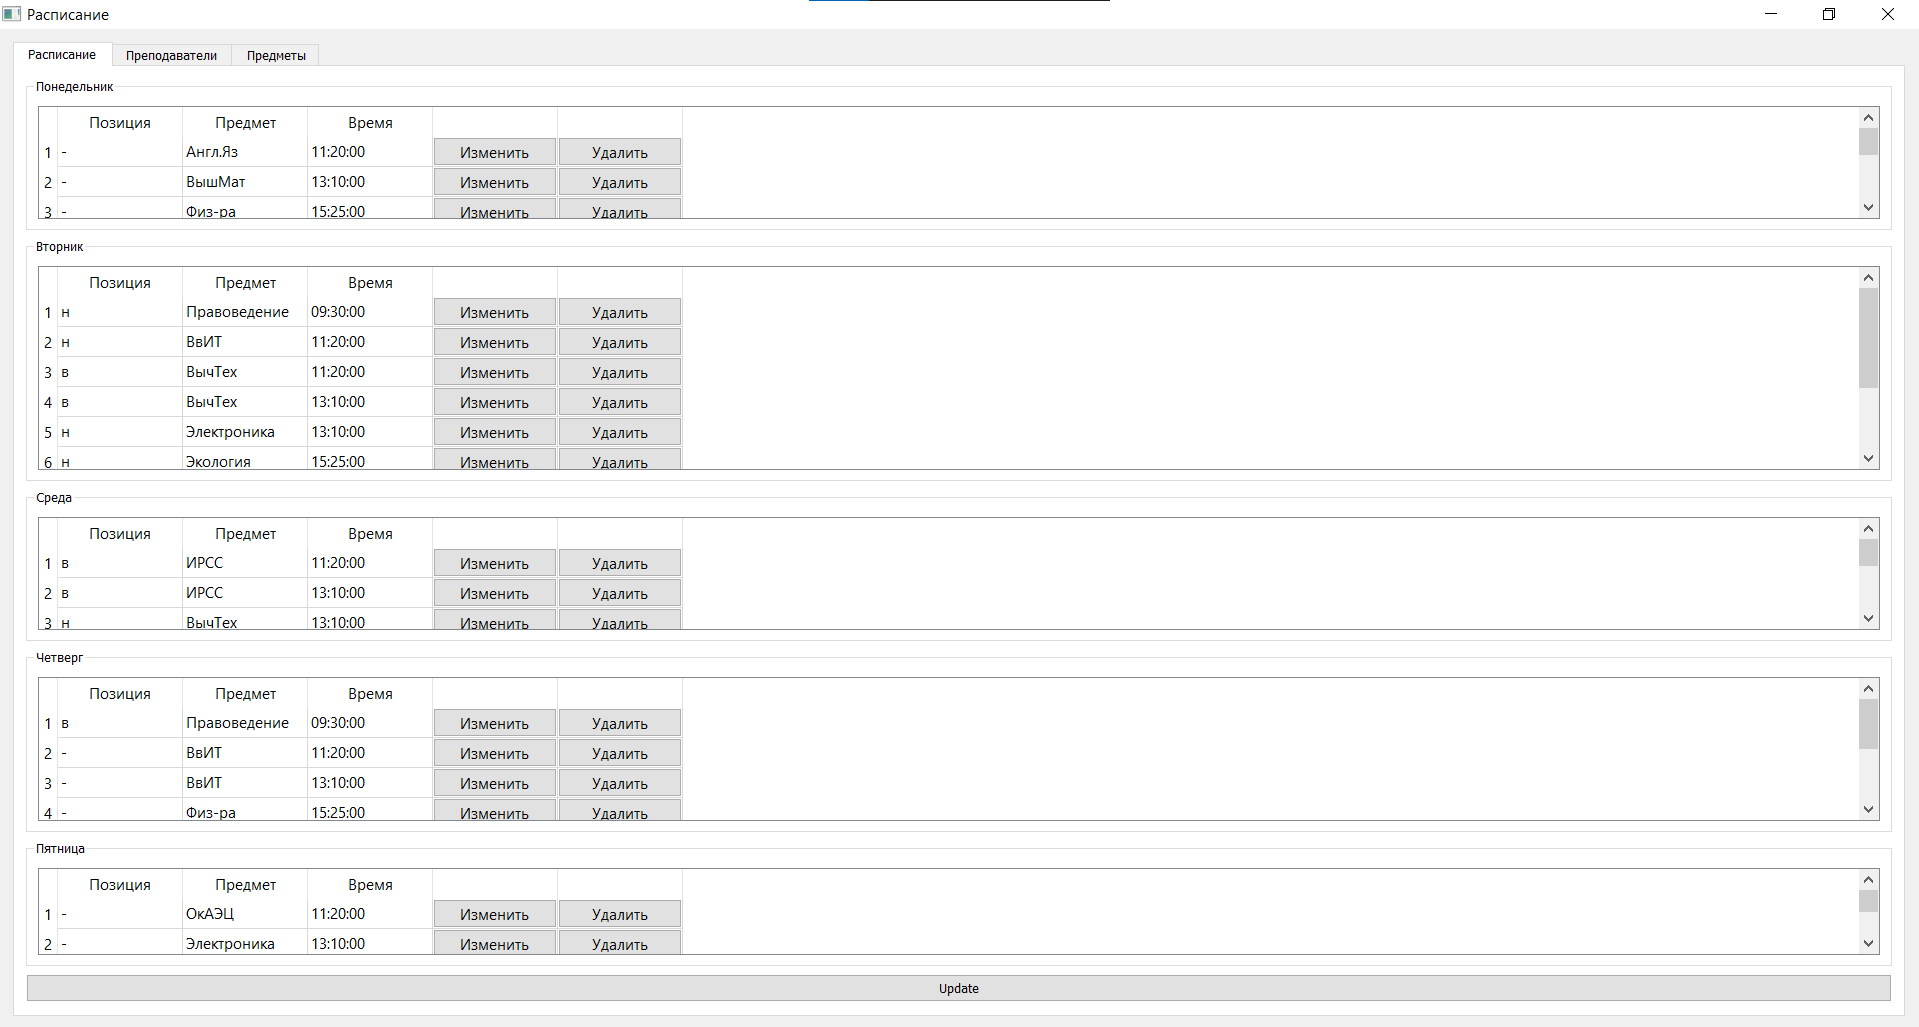 Расписание
Расписание Преподаватели Предметы
Понедельник
Позиция Предмет Время
1 - Англ.Яз 11:20:00 Изменить Удалить
2 - ВышМат 13:10:00 Изменить Удалить
3 - Физ-ра 15:25:00 Изменить Удалить
Вторник
Позиция Предмет Время
1 н Правоведение 09:30:00 Изменить Удалить
2 н ВвИТ 11:20:00 Изменить Удалить
3 в ВычТех 11:20:00 Изменить Удалить
4 в ВычТех 13:10:00 Изменить Удалить
5 н Электроника 13:10:00 Изменить Удалить
6 н Экология 15:25:00 Изменить Удалить
Среда
Позиция Предмет Время
1 в ИРСС 11:20:00 Изменить Удалить
2 в ИРСС 13:10:00 Изменить Удалить
3 н ВычТех 13:10:00 Изменить Удалить
Четверг
Позиция Предмет Время
1 в Правоведение 09:30:00 Изменить Удалить
2 - ВвИТ 11:20:00 Изменить Удалить
3 - ВвИТ 13:10:00 Изменить Удалить
4 - Физ-ра 15:25:00 Изменить Удалить
Пятница
Позиция Предмет Время
1 - ОкАЭЦ 11:20:00 Изменить Удалить
2 - Электроника 13:10:00 Изменить Удалить
Update